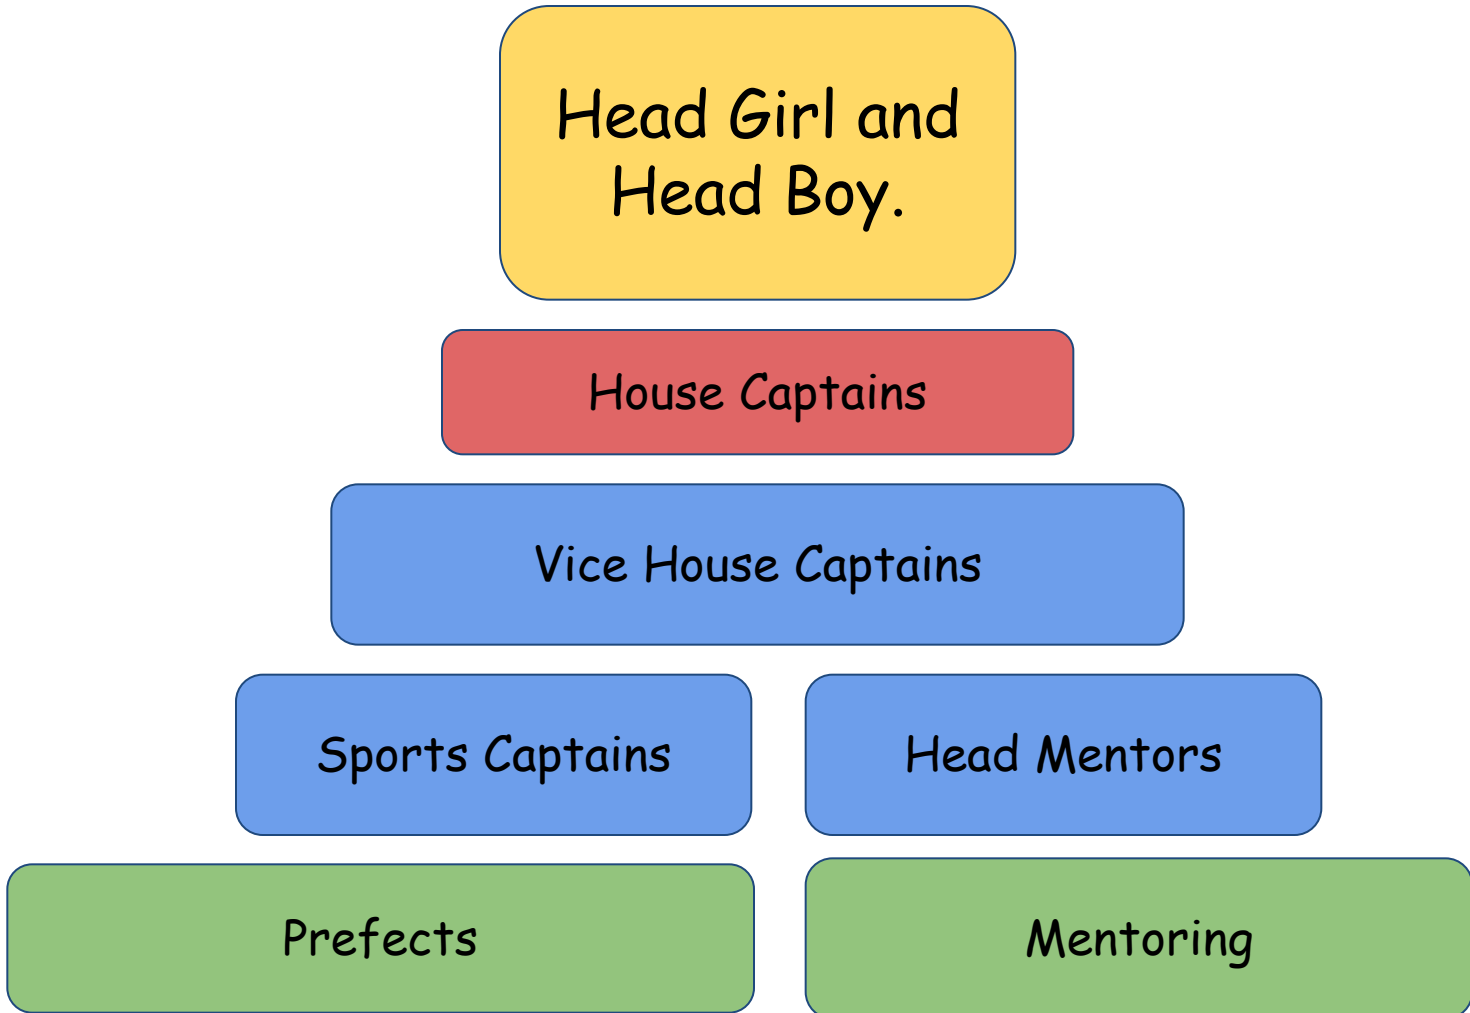 Head Girl and
Head Boy.
House Captains
Vice House Captains
Sports Captains
Head Mentors
Prefects
Mentoring